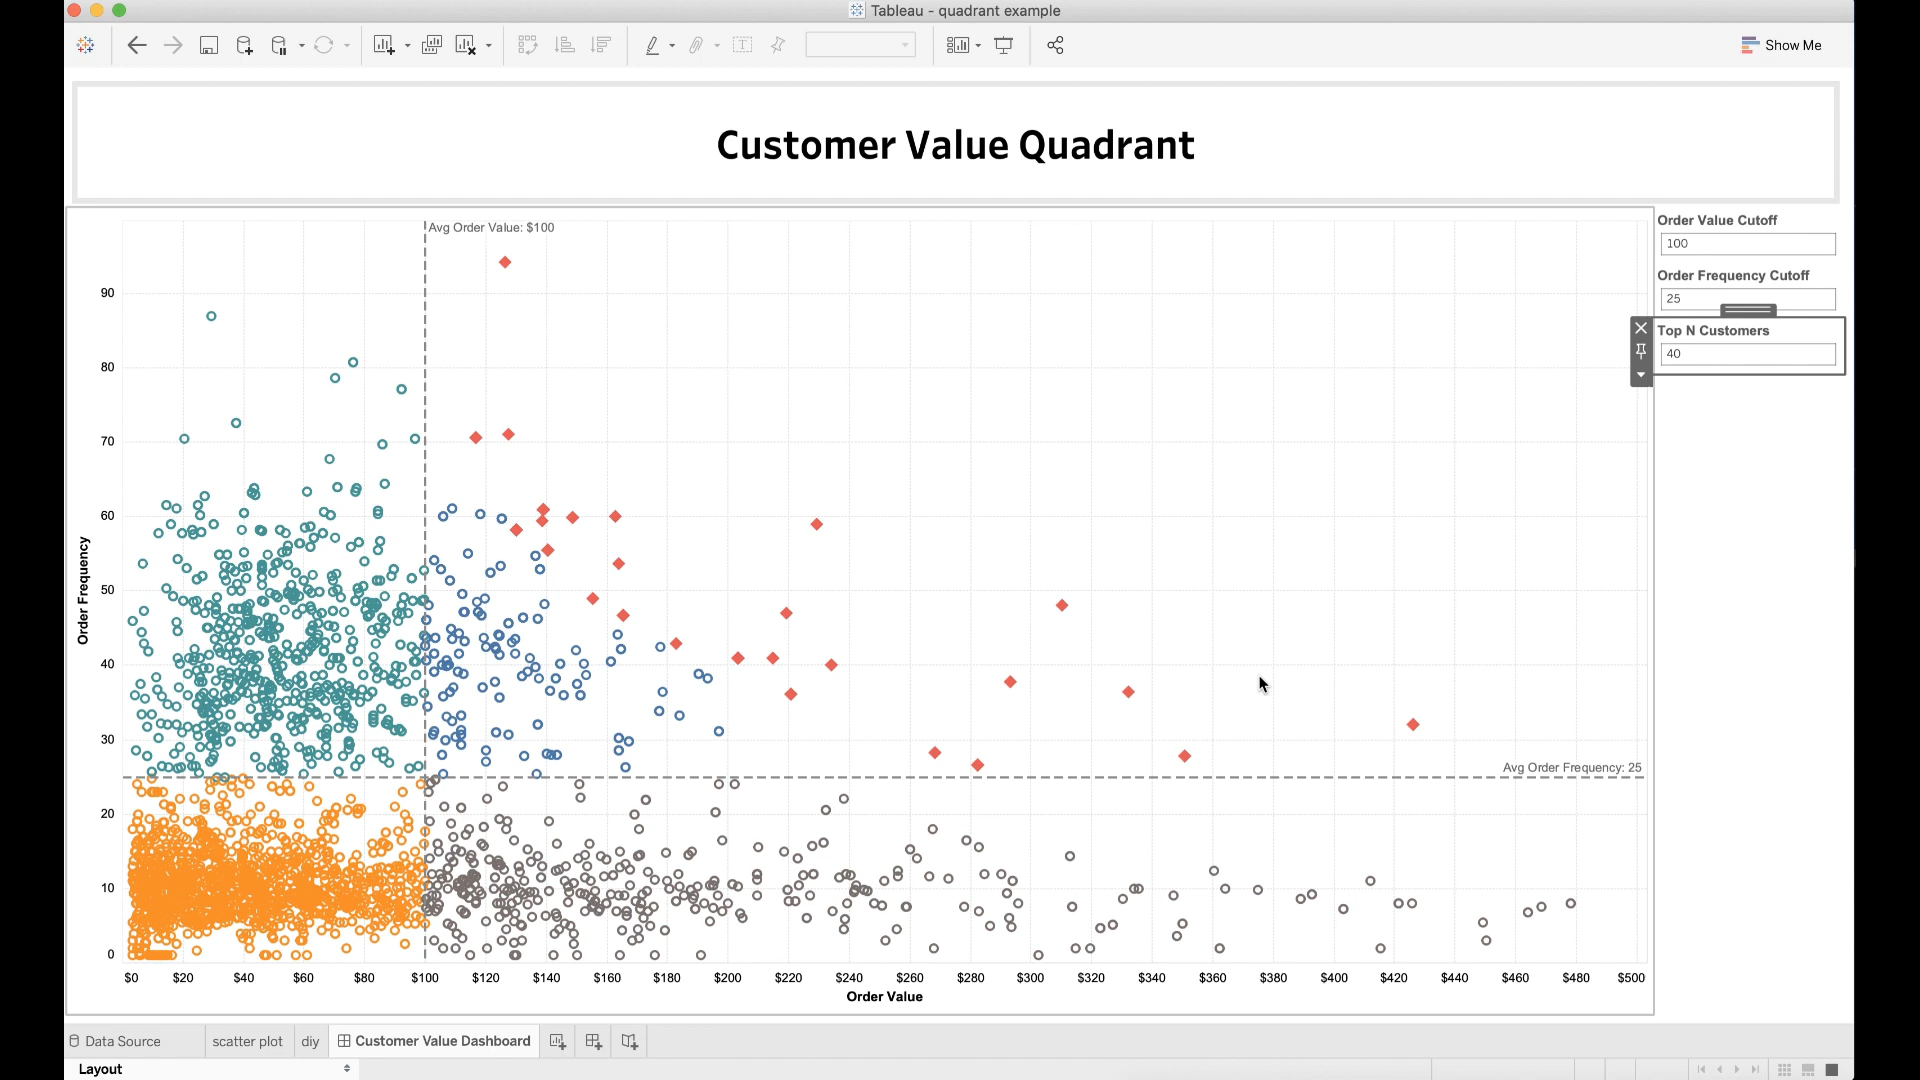 Tableau - quadrant example
Show Me
Customer Value Quadrant
Avg Order Value: $100
Order Value Cutoff
100
Order Frequency Cutoff
25
Top N Customers
40
Order Frequency
90
80
70
60
50
40
30
20
10
0
Avg Order Frequency: 25
$0 $20 $40 $60 $80 $100 $120 $140 $160 $180 $200 $220 $240 $260 $280 $300 $320 $340 $360 $380 $400 $420 $440 $460 $480 $500
Order Value
Data Source scatter plot diy Customer Value Dashboard
Layout